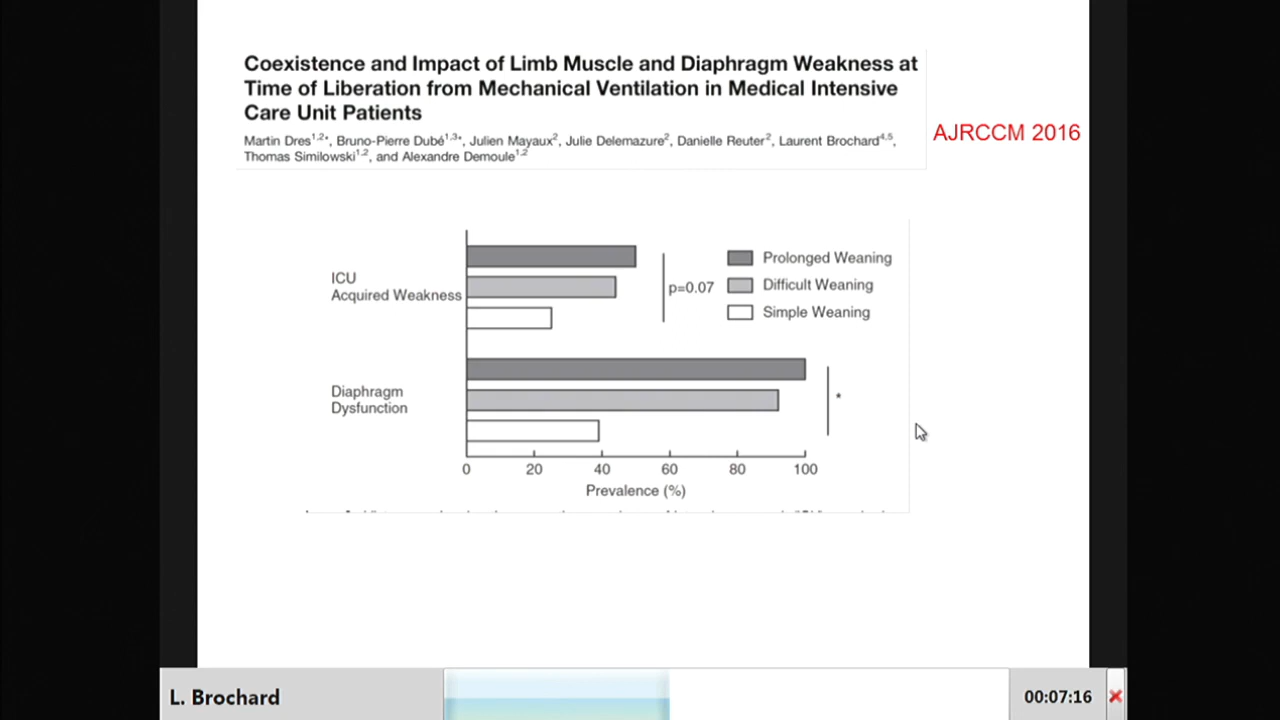 Coexistence and Impact of Limb Muscle and Diaphragm Weakness at
Time of Liberation from Mechanical Ventilation in Medical Intensive
Care Unit Patients
Martin Dres1,2*, Bruno-Pierre Dubé1,3*, Julien Mayaux2, Julie Delemazure2, Danielle Reuter2, Laurent Brochard4,5,
Thomas Similowski1,2, and Alexandre Demoule1,2
AJRCCM 2016
ICU
Acquired Weakness
p=0.07
Prolonged Weaning
Difficult Weaning
Simple Weaning
Diaphragm
Dysfunction
*
0 20 40 60 80 100
Prevalence (%)
L. Brochard
00:07:16